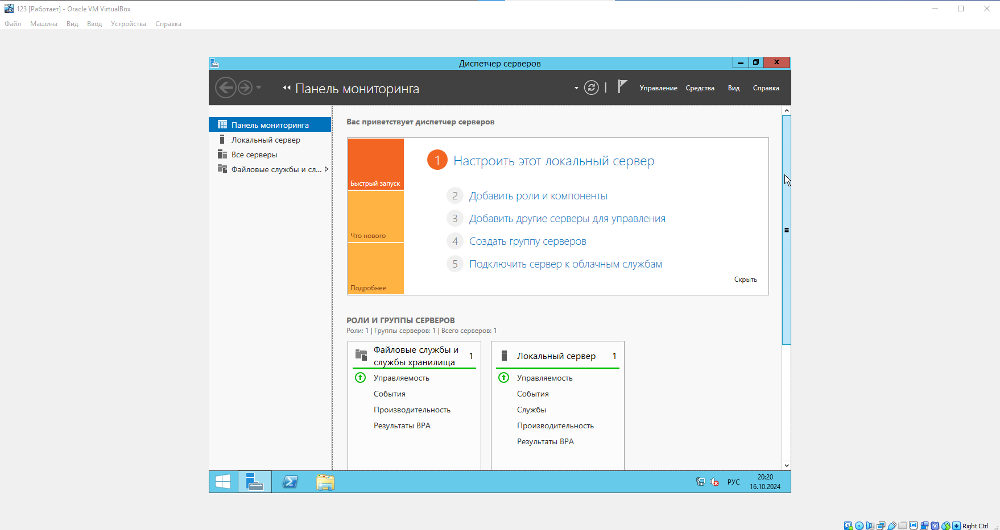 123 [Работает] - Oracle VM VirtualBox
Файл Машина Вид Ввод Устройства Справка
Диспетчер серверов
Панель мониторинга
Управление Средства Вид Справка
Панель мониторинга
Локальный сервер
Все серверы
Файловые службы и сл...
Вас приветствует диспетчер серверов
Быстрый запуск
Что нового
Подробнее
1 Настроить этот локальный сервер
2 Добавить роли и компоненты
3 Добавить другие серверы для управления
4 Создать группу серверов
5 Подключить сервер к облачным службам
Скрыть
РОЛИ И ГРУППЫ СЕРВЕРОВ
Роли: 1 | Группы серверов: 1 | Всего серверов: 1
Файловые службы и
службы хранилища 1
Управляемость
События
Производительность
Результаты BPA
Локальный сервер 1
Управляемость
События
Службы
Производительность
Результаты BPA
РУС
20:20
16.10.2024
Right Ctrl